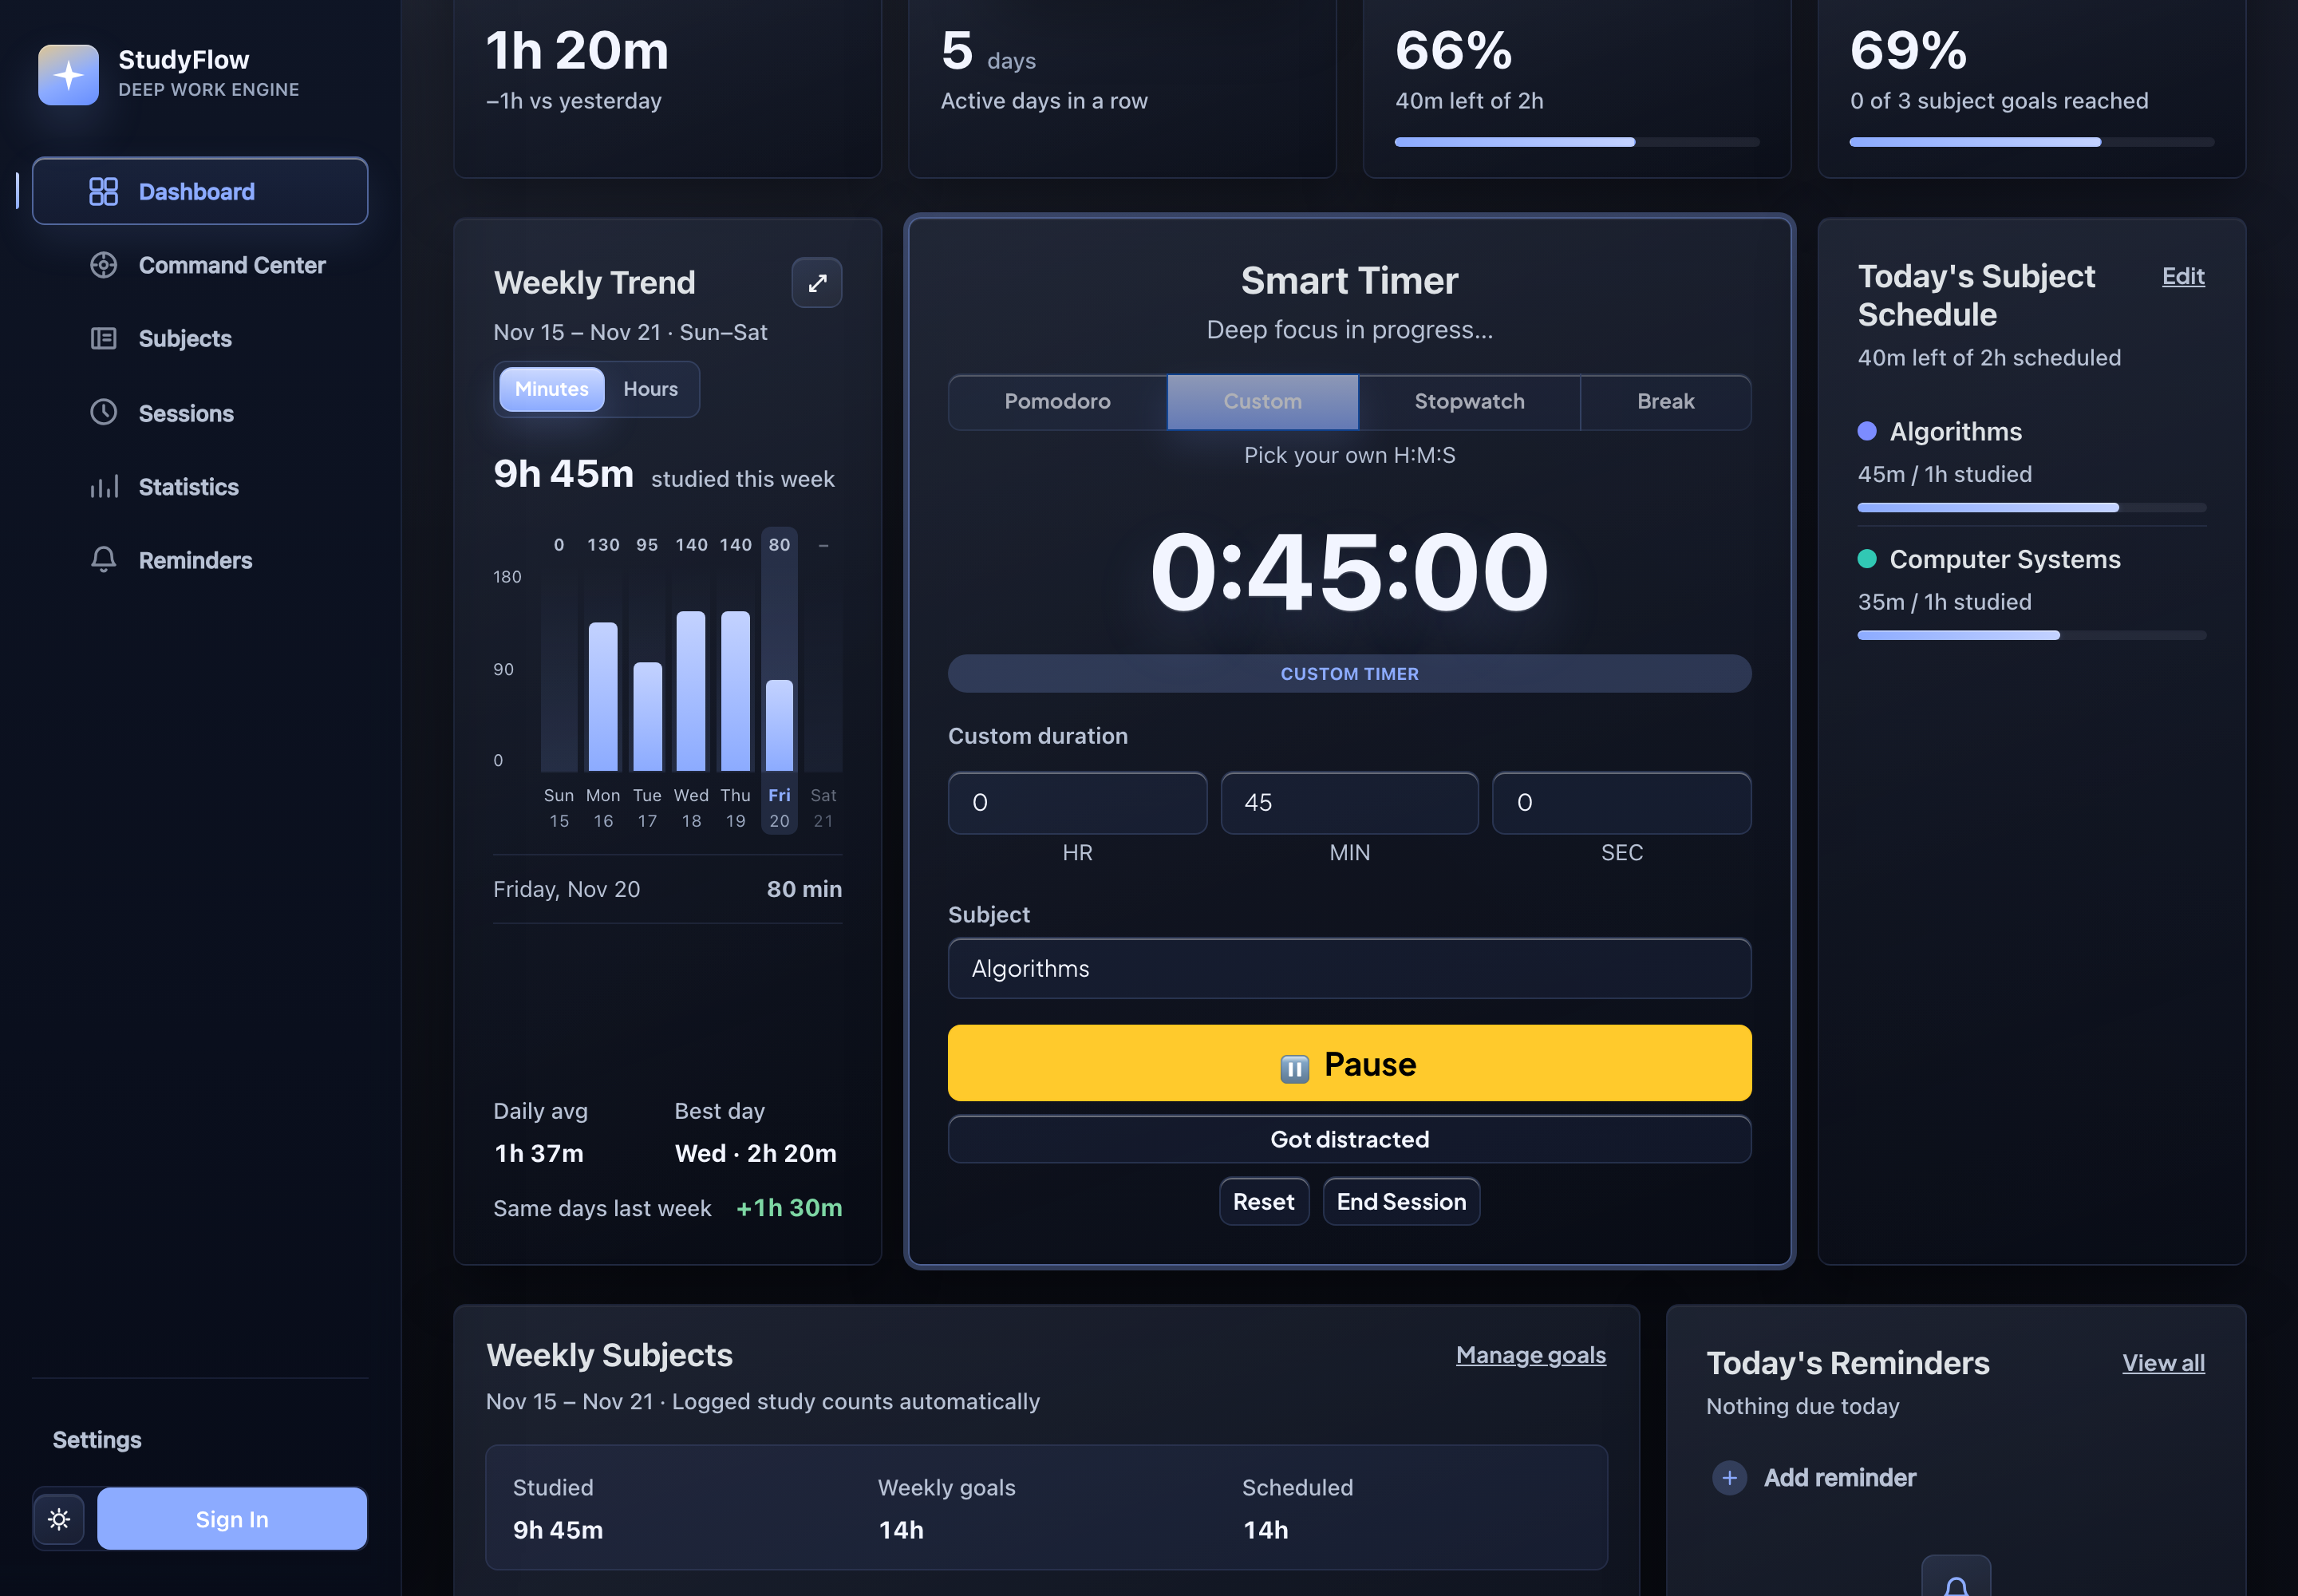 StudyFlow
DEEP WORK ENGINE
Dashboard
Command Center
Subjects
Sessions
Statistics
Reminders
Settings
Sign In
1h 20m
–1h vs yesterday
5 days
Active days in a row
66%
40m left of 2h
69%
0 of 3 subject goals reached
Weekly Trend
Nov 15 – Nov 21 · Sun–Sat
Minutes Hours
9h 45m studied this week
0 130 95 140 140 80 –
180
90
0
Sun Mon Tue Wed Thu Fri Sat
15 16 17 18 19 20 21
Friday, Nov 20 80 min
Daily avg Best day
1h 37m Wed · 2h 20m
Same days last week +1h 30m
Smart Timer
Deep focus in progress...
Pomodoro Custom Stopwatch Break
Pick your own H:M:S
0:45:00
CUSTOM TIMER
Custom duration
0 45 0
HR MIN SEC
Subject
Algorithms
Pause
Got distracted
Reset End Session
Today's Subject
Schedule
Edit
40m left of 2h scheduled
Algorithms
45m / 1h studied
Computer Systems
35m / 1h studied
Weekly Subjects Manage goals
Nov 15 – Nov 21 · Logged study counts automatically
Studied Weekly goals Scheduled
9h 45m 14h 14h
Today's Reminders View all
Nothing due today
Add reminder